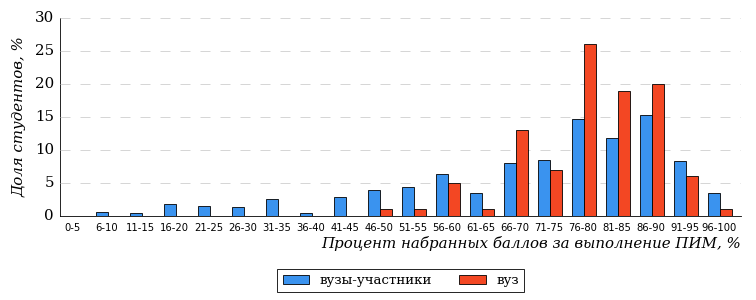 30
25
20
15
10
5
0
Доля студентов, %
0-5 6-10 11-15 16-20 21-25 26-30 31-35 36-40 41-45 46-50 51-55 56-60 61-65 66-70 71-75 76-80 81-85 86-90 91-95 96-100
Процент набранных баллов за выполнение ПИМ, %
вузы-участники вуз